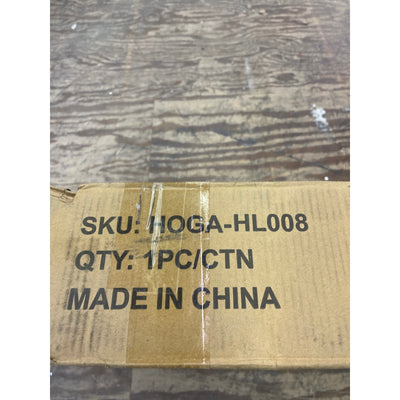 SKU: HOGA-HL008
QTY: 1PC/CTN
MADE IN CHINA